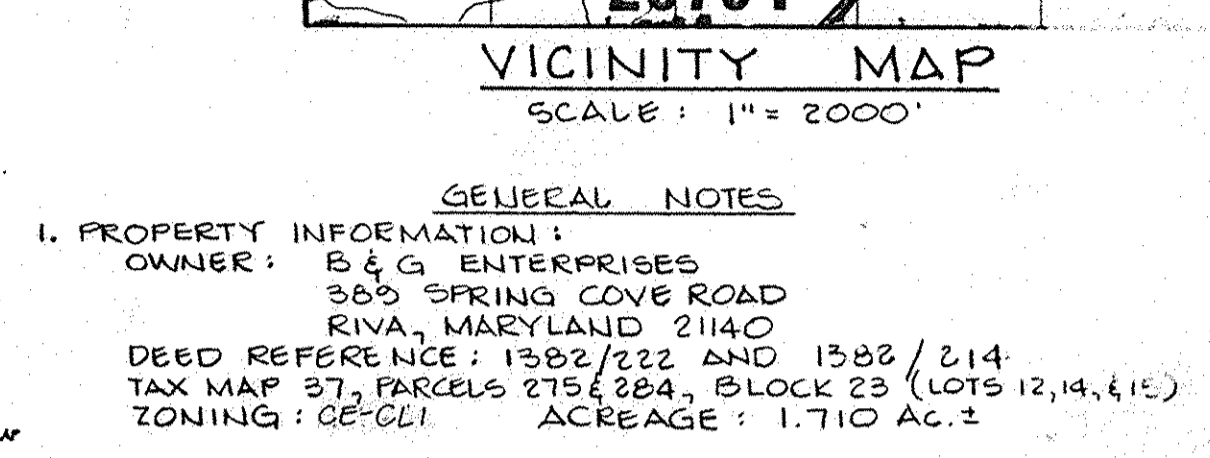 VICINITY MAP
SCALE: 1" = 2000'
GENERAL NOTES
1. PROPERTY INFORMATION:
OWNER: B & G ENTERPRISES
389 SPRING COVE ROAD
RIVA, MARYLAND 21140
DEED REFERENCE: 1382/222 AND 1382/214
TAX MAP 37, PARCELS 275 & 284, BLOCK 23 (LOTS 12, 14, & 15)
ZONING: CE-CLI ACREAGE: 1.710 AC. ±